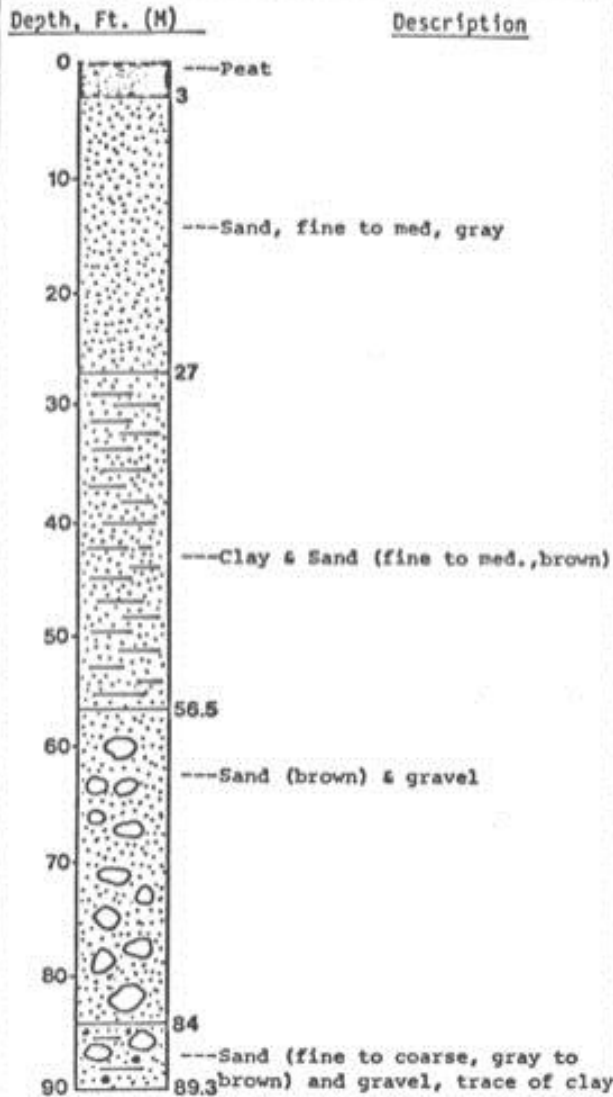 Depth, Ft. (M) Description
0 ---Peat
3
10
---Sand, fine to med, gray
20
27
30
40
---Clay & Sand (fine to med.,brown)
50
56.5
60
---Sand (brown) & gravel
70
80
84
---Sand (fine to coarse, gray to
90 89.3 brown) and gravel, trace of clay